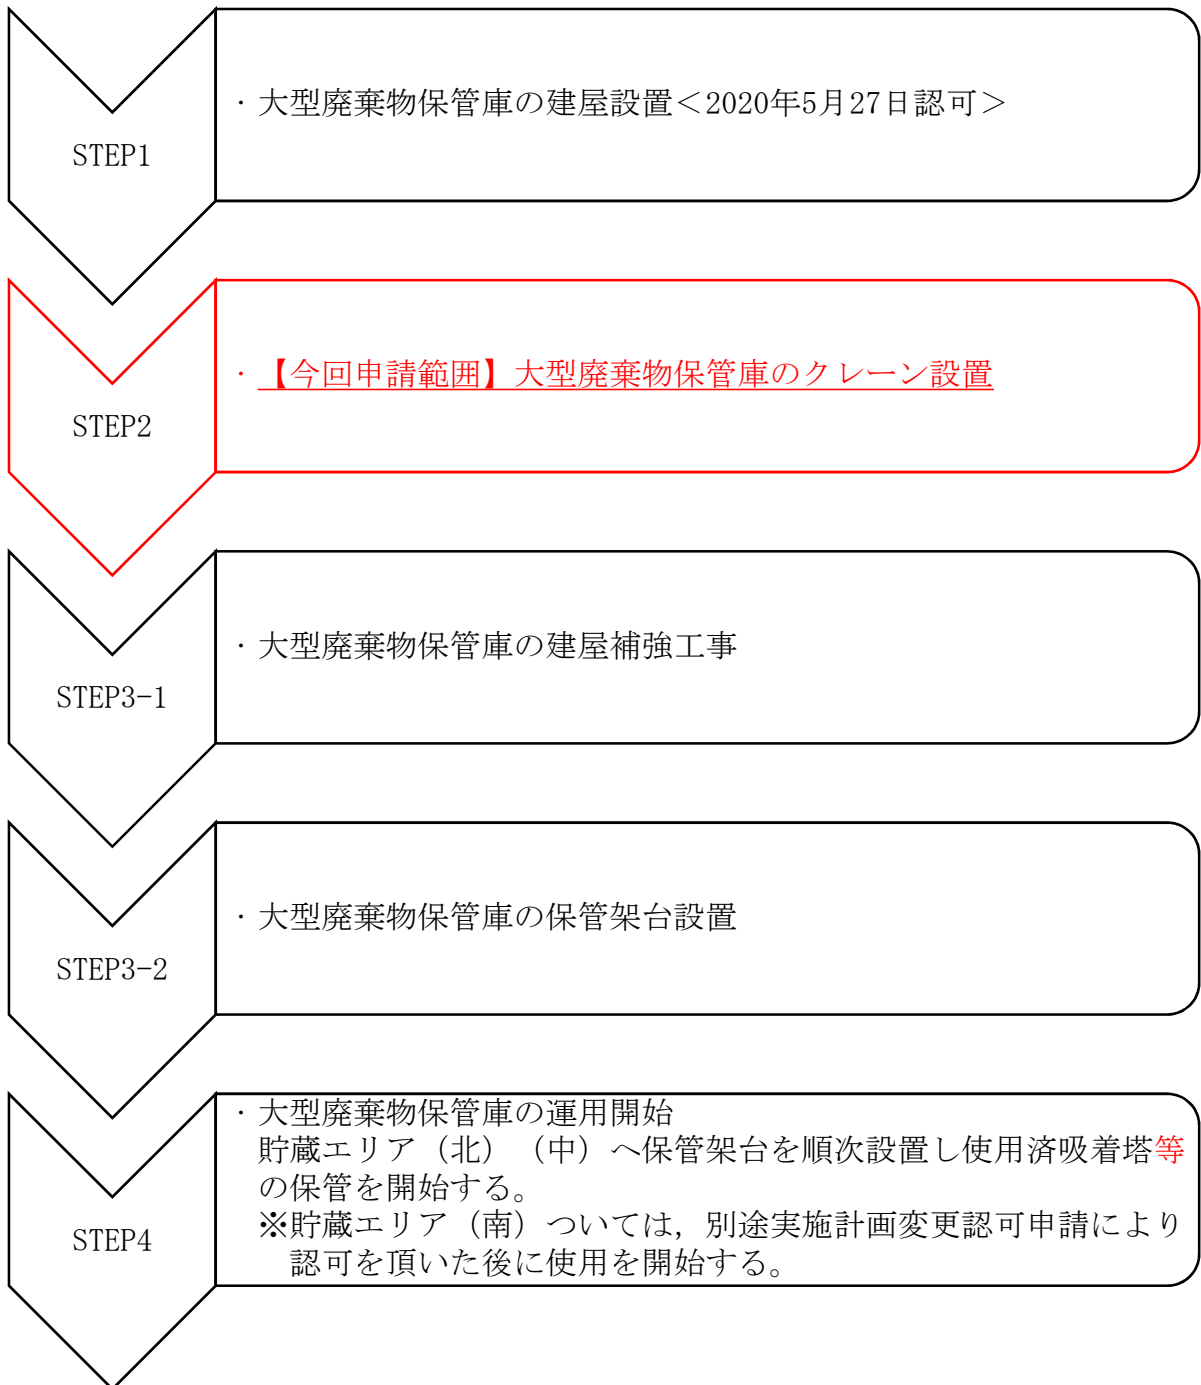 STEP1
・大型廃棄物保管庫の建屋設置＜2020年5月27日認可＞
STEP2
・【今回申請範囲】大型廃棄物保管庫のクレーン設置
STEP3-1
・大型廃棄物保管庫の建屋補強工事
STEP3-2
・大型廃棄物保管庫の保管架台設置
STEP4
・大型廃棄物保管庫の運用開始
貯蔵エリア（北）（中）へ保管架台を順次設置し使用済吸着塔等
の保管を開始する。
※貯蔵エリア（南）ついては，別途実施計画変更認可申請により
認可を頂いた後に使用を開始する。